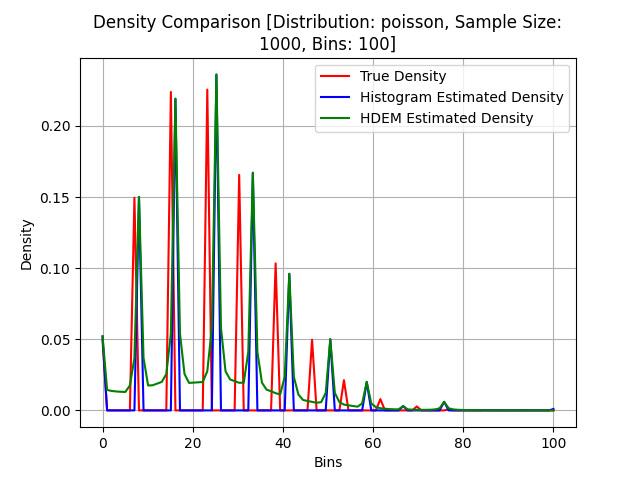 Density Comparison [Distribution: poisson, Sample Size:
1000, Bins: 100]
True Density
Histogram Estimated Density
HDEM Estimated Density
Density
0.20
0.15
0.10
0.05
0.00
0 20 40 60 80 100
Bins